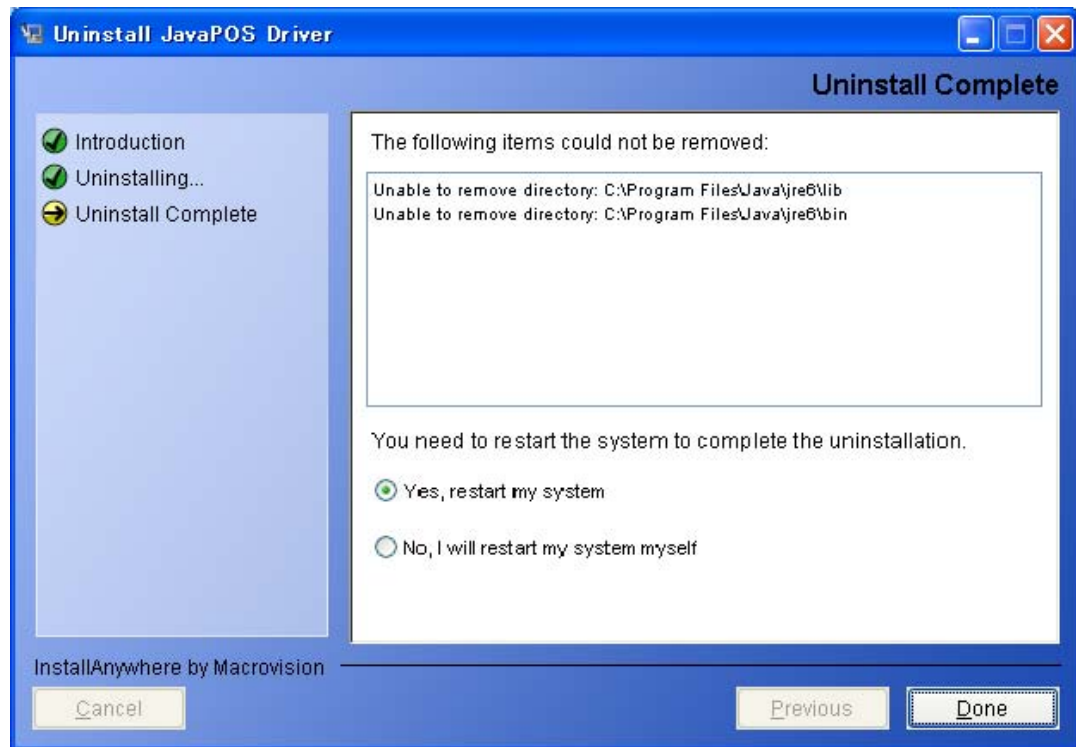 Uninstall JavaPOS Driver
Uninstall Complete
Introduction
Uninstalling...
Uninstall Complete
The following items could not be removed:
Unable to remove directory: C:\Program Files\Java\jre6\lib
Unable to remove directory: C:\Program Files\Java\jre6\bin
You need to restart the system to complete the uninstallation.
Yes, restart my system
No, I will restart my system myself
InstallAnywhere by Macrovision
Cancel
Previous
Done